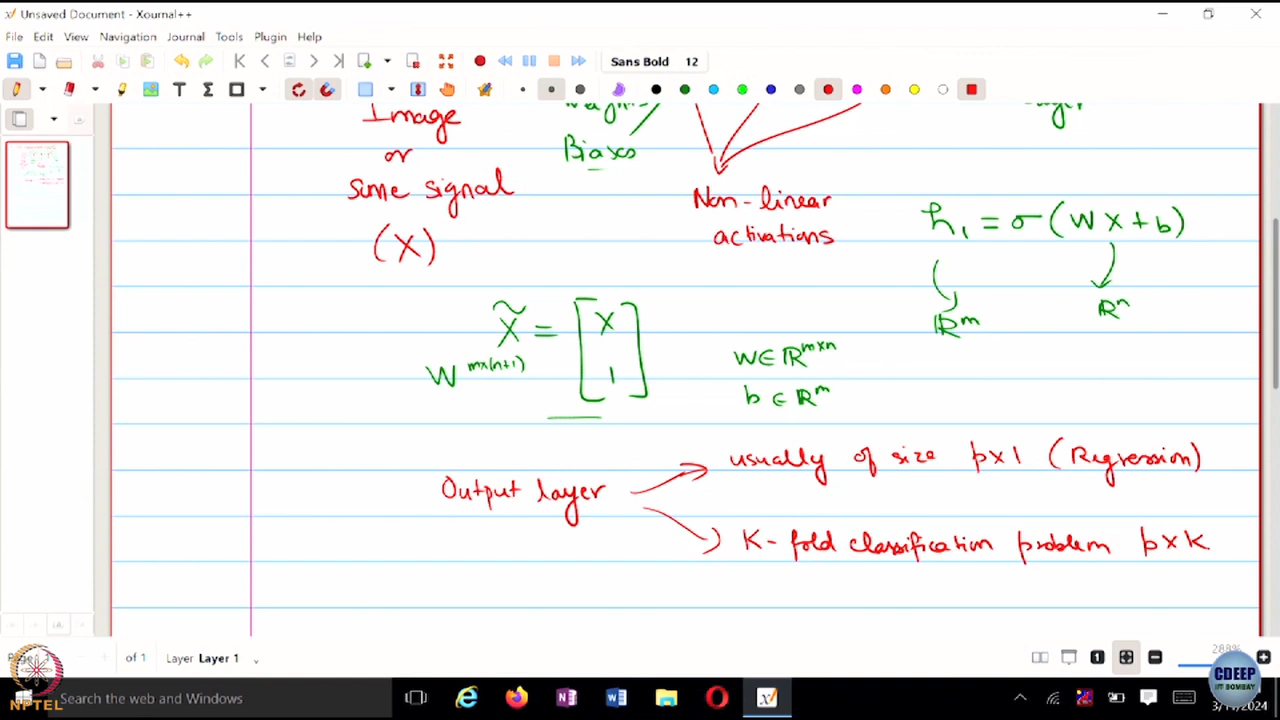 Unsaved Document - Xournal++
File Edit View Navigation Journal Tools Plugin Help
Sans Bold 12
Image
or
Some signal
(X)
Biases
Non-linear
activations
h₁ = σ(WX+b)
ℝᵐ
ℝⁿ
X̃ = [X 1]
W^{m×(n+1)}
W∈ℝ^{m×n}
b∈ℝᵐ
Output layer
usually of size p×1 (Regression)
K-fold classification problem p×K
of 1 Layer Layer 1
288%
NPTEL
Search the web and Windows
CDEEP
IIT BOMBAY